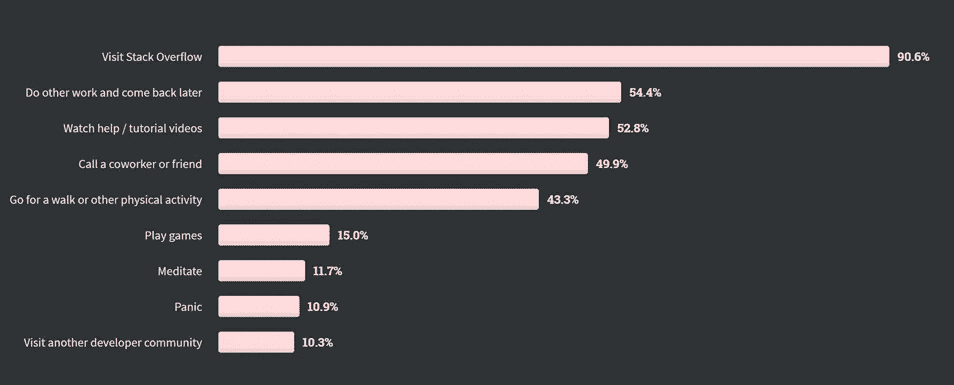 Visit Stack Overflow 90.6%
Do other work and come back later 54.4%
Watch help / tutorial videos 52.8%
Call a coworker or friend 49.9%
Go for a walk or other physical activity 43.3%
Play games 15.0%
Meditate 11.7%
Panic 10.9%
Visit another developer community 10.3%